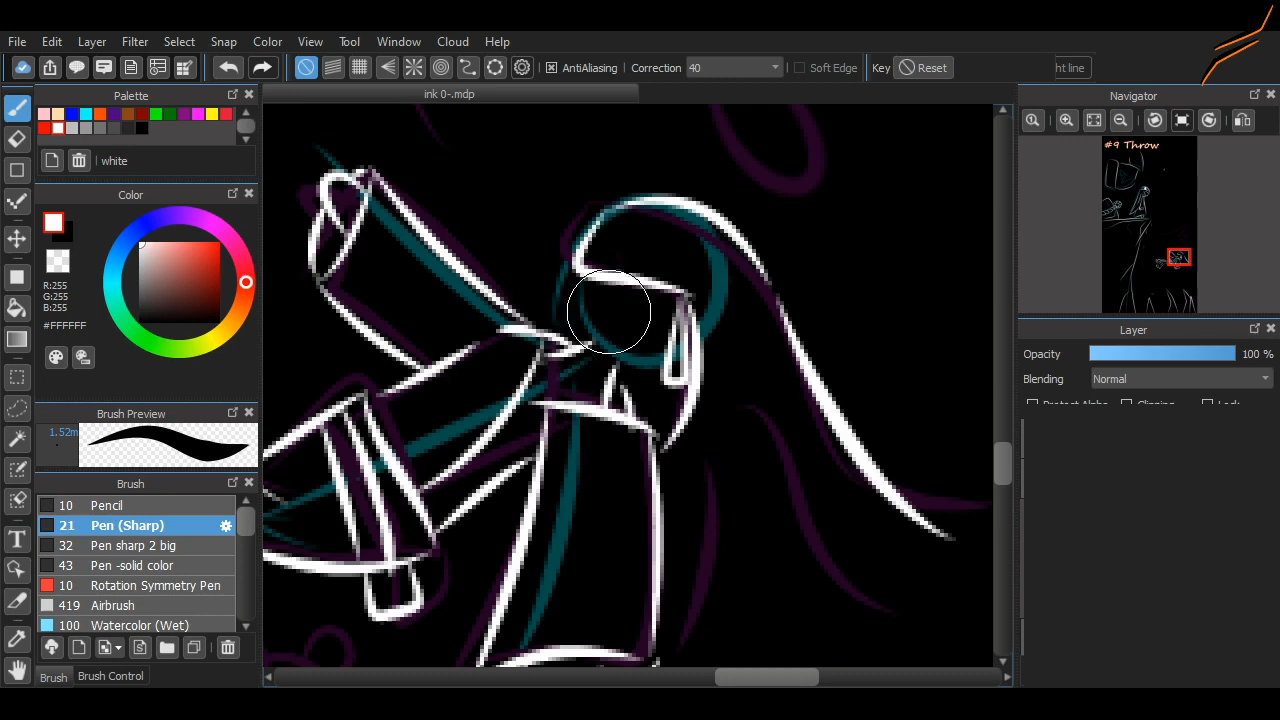 File Edit Layer Filter Select Snap Color View Tool Window Cloud Help
AntiAliasing Correction 40 Soft Edge Key Reset ht line
Palette
ink 0-.mdp
Navigator
#9 Throw
white
Color
R:255
G:255
B:255
#FFFFFF
Layer
Opacity 100 %
Blending Normal
Brush Preview
1.52m
Brush
10 Pencil
21 Pen (Sharp)
32 Pen sharp 2 big
43 Pen -solid color
10 Rotation Symmetry Pen
419 Airbrush
100 Watercolor (Wet)
Brush Brush Control